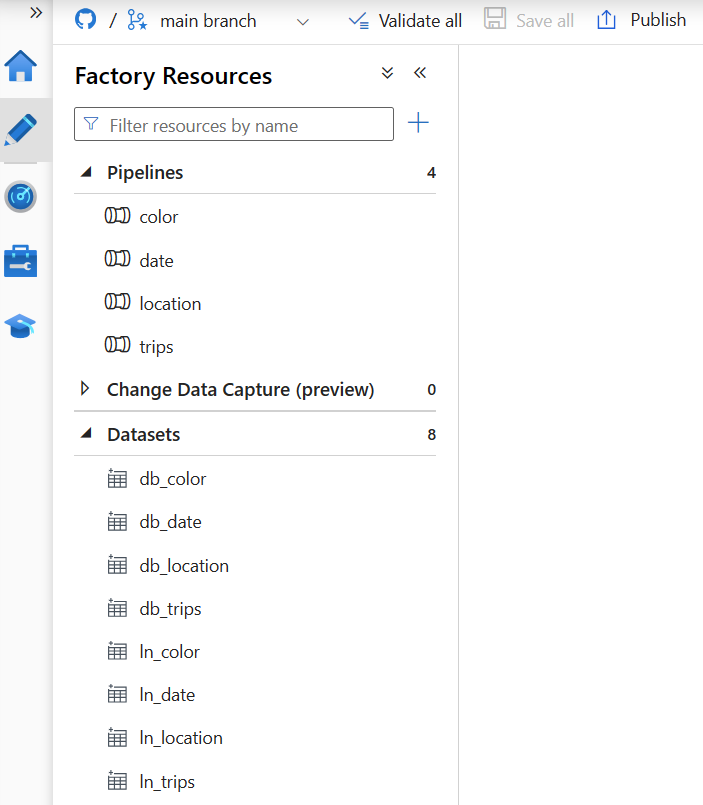 / main branch Validate all Save all Publish
Factory Resources
Filter resources by name
Pipelines 4
color
date
location
trips
Change Data Capture (preview) 0
Datasets 8
db_color
db_date
db_location
db_trips
ln_color
ln_date
ln_location
ln_trips